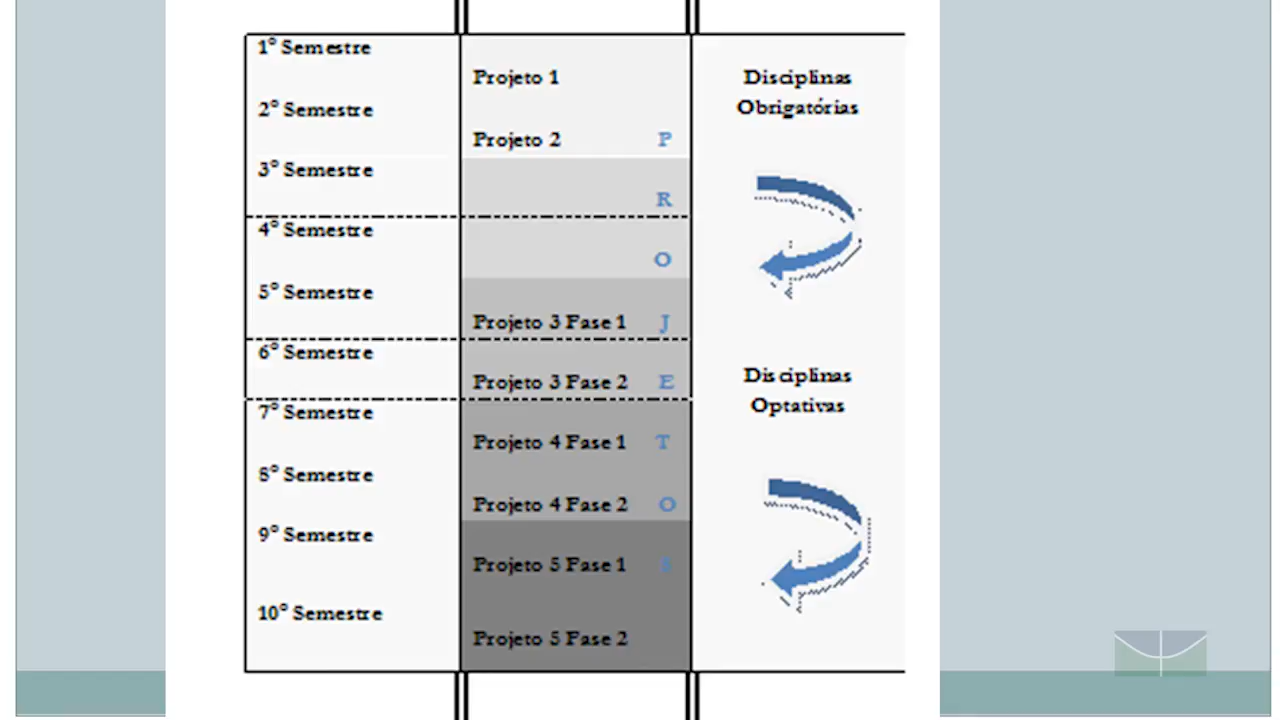 1° Semestre
Projeto 1
2° Semestre
Projeto 2
P
3° Semestre
R
4° Semestre
O
5° Semestre
Projeto 3 Fase 1
J
6° Semestre
Projeto 3 Fase 2
E
7° Semestre
Projeto 4 Fase 1
T
8° Semestre
Projeto 4 Fase 2
O
9° Semestre
Projeto 5 Fase 1
S
10° Semestre
Projeto 5 Fase 2
Disciplinas
Obrigatórias
Disciplinas
Optativas